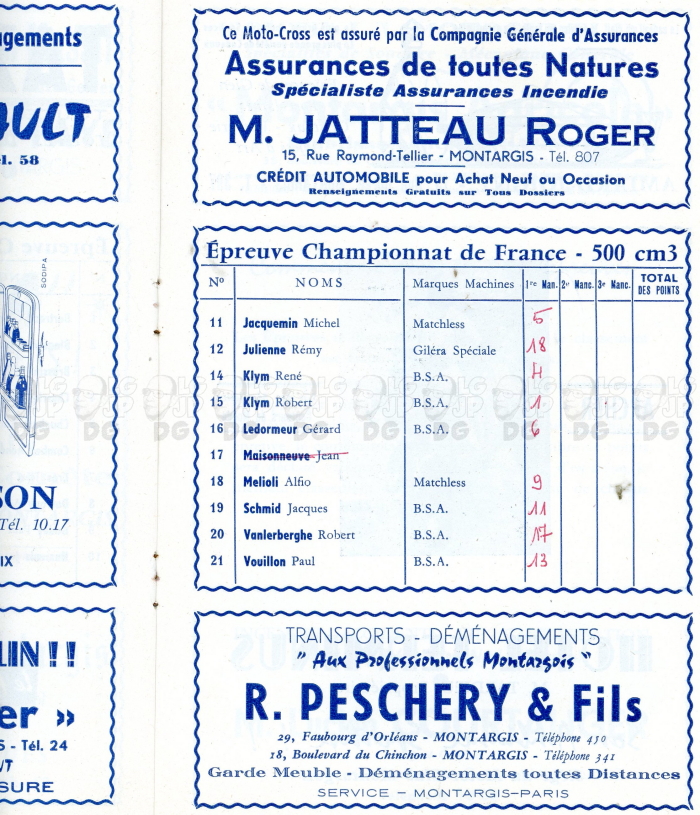 agements
AULT
él. 58
SODIPA
SON
Tél. 10.17
IX
LIN !!
er »
S - Tél. 24
NT
SURE
Ce Moto-Cross est assuré par la Compagnie Générale d'Assurances
Assurances de toutes Natures
Spécialiste Assurances Incendie
M. JATTEAU ROGER
15, Rue Raymond-Tellier - MONTARGIS - Tél. 807
CRÉDIT AUTOMOBILE pour Achat Neuf ou Occasion
Renseignements Gratuits sur Tous Dossiers
Épreuve Championnat de France - 500 cm3
N° NOMS Marques Machines 1re Man. 2e Manc. 3e Manc. TOTAL DES POINTS
11 Jacquemin Michel Matchless 5
12 Julienne Rémy Giléra Spéciale 18
14 Klym René B.S.A. 4
15 Klym Robert B.S.A. 1
16 Ledormeur Gérard B.S.A. 6
17 Maisonneuve Jean
18 Melioli Alfio Matchless 9
19 Schmid Jacques B.S.A. 11
20 Vanlerberghe Robert B.S.A. 17
21 Vouillon Paul B.S.A. 13
LGJP DG
TRANSPORTS - DÉMÉNAGEMENTS
" Aux Professionnels Montargois "
R. PESCHERY & Fils
29, Faubourg d'Orléans - MONTARGIS - Téléphone 450
18, Boulevard du Chinchon - MONTARGIS - Téléphone 341
Garde Meuble - Déménagements toutes Distances
SERVICE - MONTARGIS-PARIS